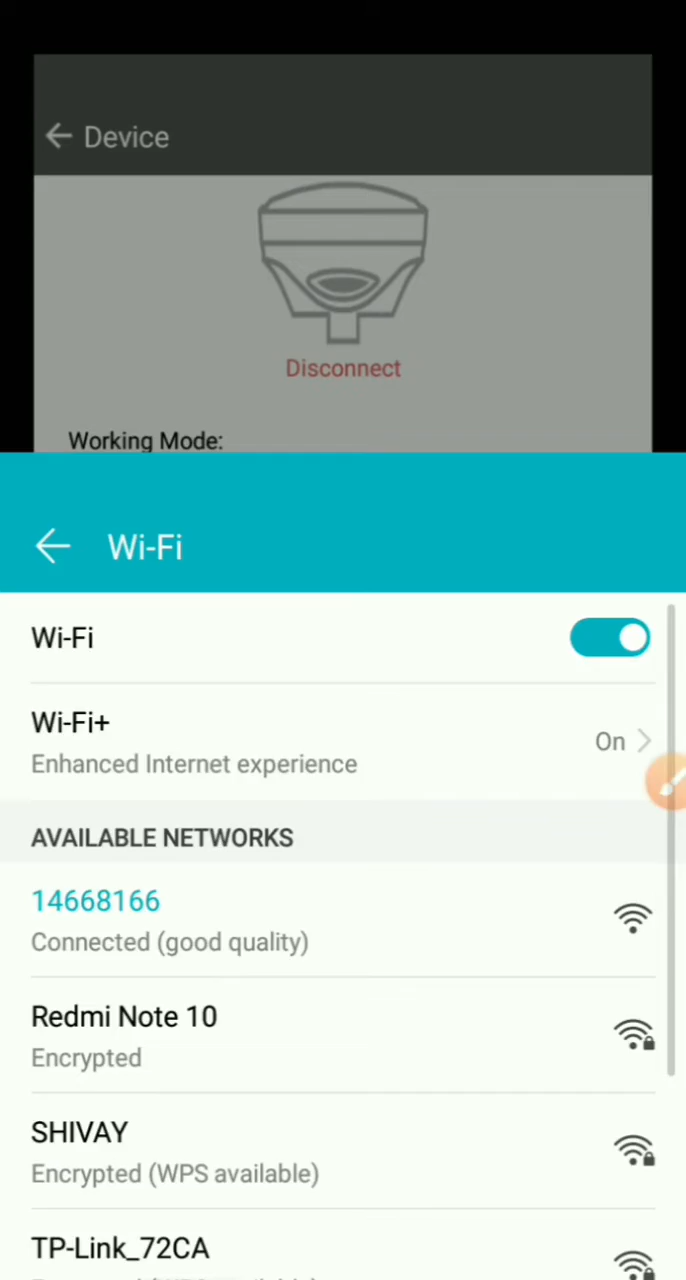 Device
Disconnect
Working Mode:
Wi-Fi
Wi-Fi
Wi-Fi+
On
Enhanced Internet experience
AVAILABLE NETWORKS
14668166
Connected (good quality)
Redmi Note 10
Encrypted
SHIVAY
Encrypted (WPS available)
TP-Link_72CA